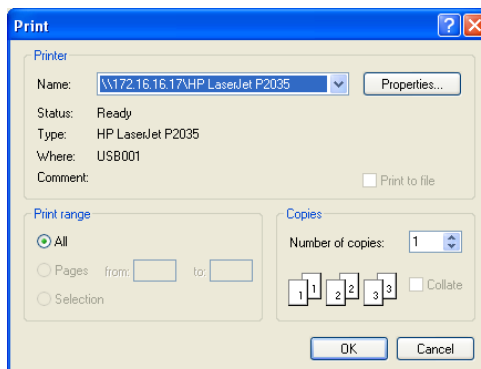 Print
Printer
Name: \\172.16.16.17\HP LaserJet P2035 Properties...
Status: Ready
Type: HP LaserJet P2035
Where: USB001
Comment: Print to file
Print range Copies
All Number of copies: 1
Pages from: to:
1 1 2 2 3 3 Collate
Selection
OK Cancel